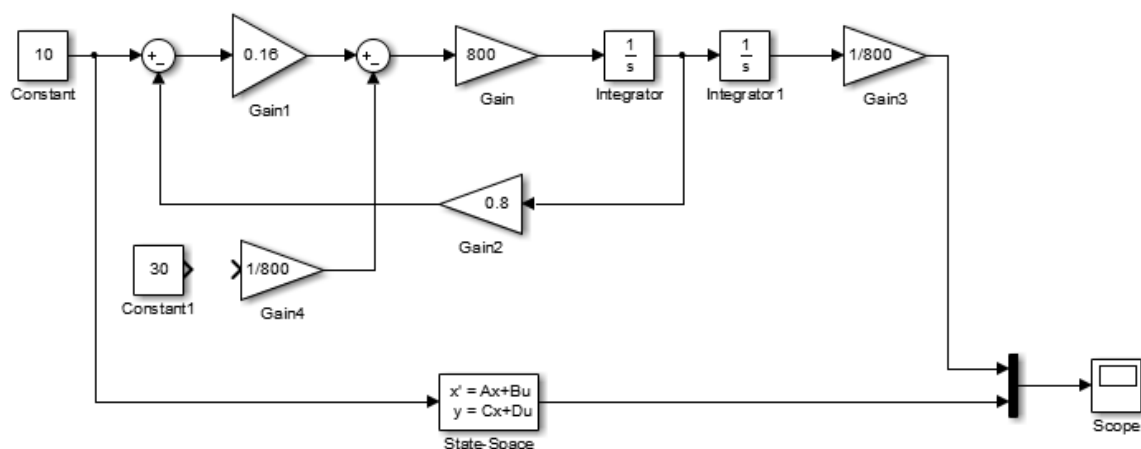 10
Constant
+
−
0.16
Gain1
+
−
800
Gain
1
s
Integrator
1
s
Integrator1
1/800
Gain3
0.8
Gain2
30
Constant1
1/800
Gain4
x' = Ax+Bu
y = Cx+Du
State-Space
Scope